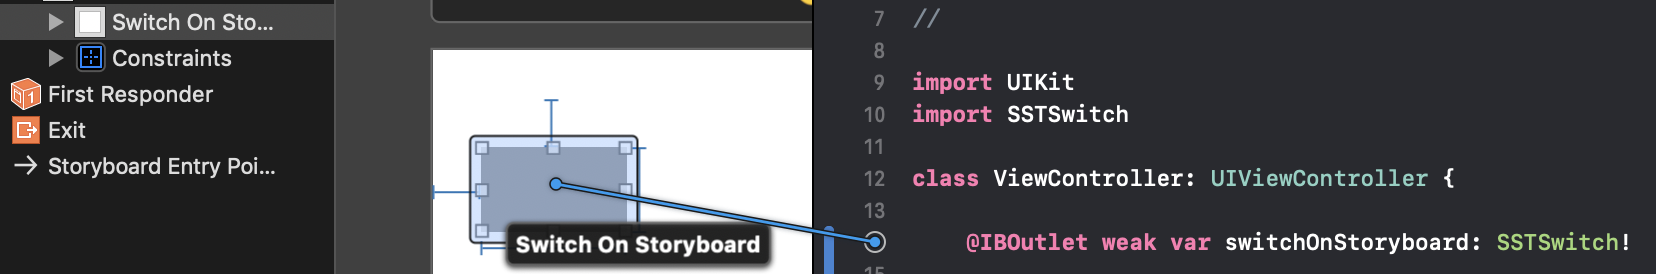 Switch On Sto...
Constraints
First Responder
Exit
Storyboard Entry Poi...
Switch On Storyboard
7 //
8
9 import UIKit
10 import SSTSwitch
11
12 class ViewController: UIViewController {
13
@IBOutlet weak var switchOnStoryboard: SSTSwitch!
15